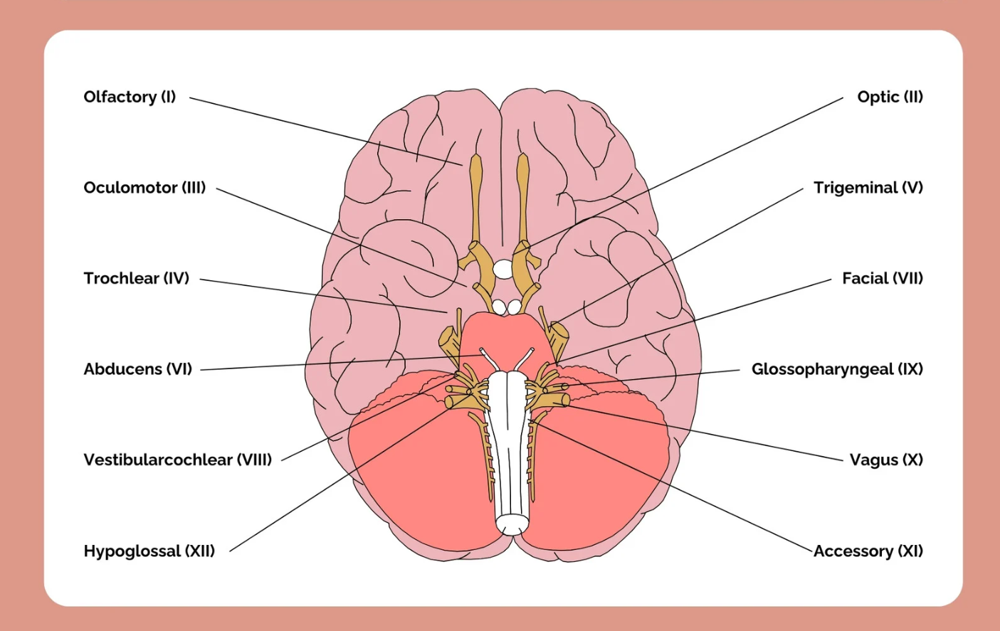 Olfactory (I)
Optic (II)
Oculomotor (III)
Trigeminal (V)
Trochlear (IV)
Facial (VII)
Abducens (VI)
Glossopharyngeal (IX)
Vestibularcochlear (VIII)
Vagus (X)
Hypoglossal (XII)
Accessory (XI)